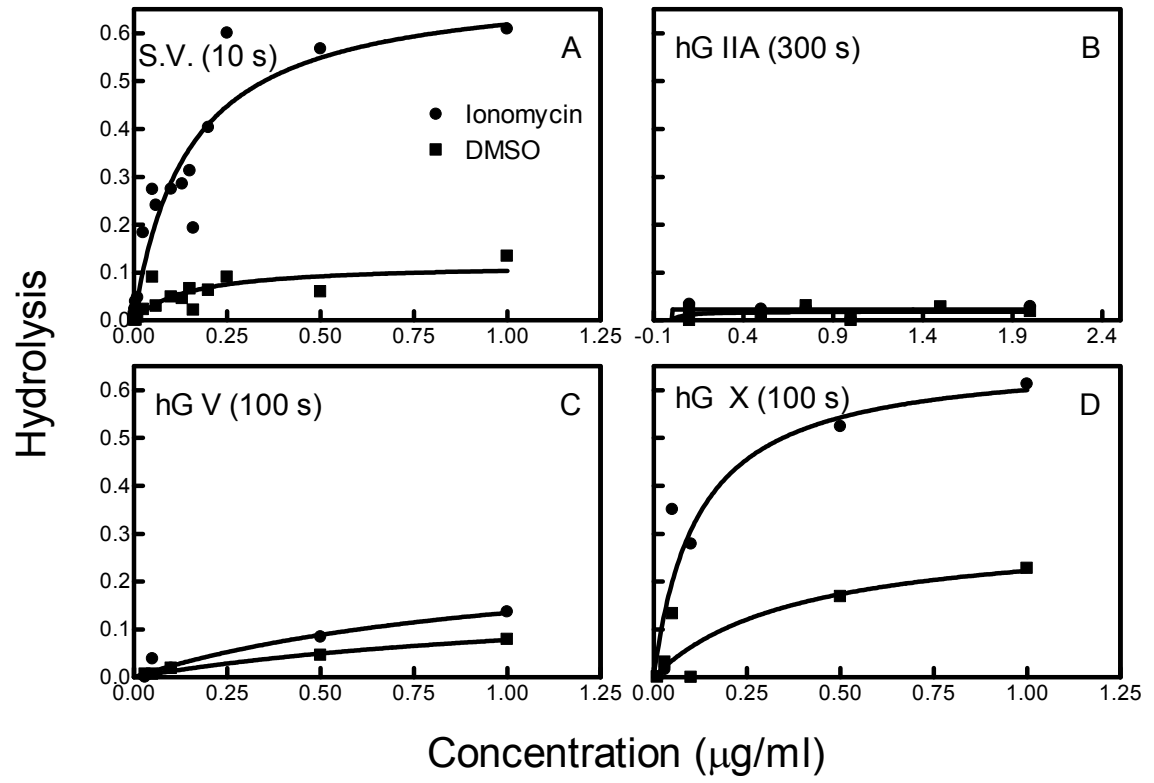 Hydrolysis
S.V. (10 s)
A
Ionomycin
DMSO
0.6
0.5
0.4
0.3
0.2
0.1
0.0
0.00 0.25 0.50 0.75 1.00 1.25
hG IIA (300 s)
B
-0.1 0.4 0.9 1.4 1.9 2.4
hG V (100 s)
C
0.6
0.5
0.4
0.3
0.2
0.1
0.0
0.00 0.25 0.50 0.75 1.00 1.25
hG X (100 s)
D
0.00 0.25 0.50 0.75 1.00 1.25
Concentration (μg/ml)